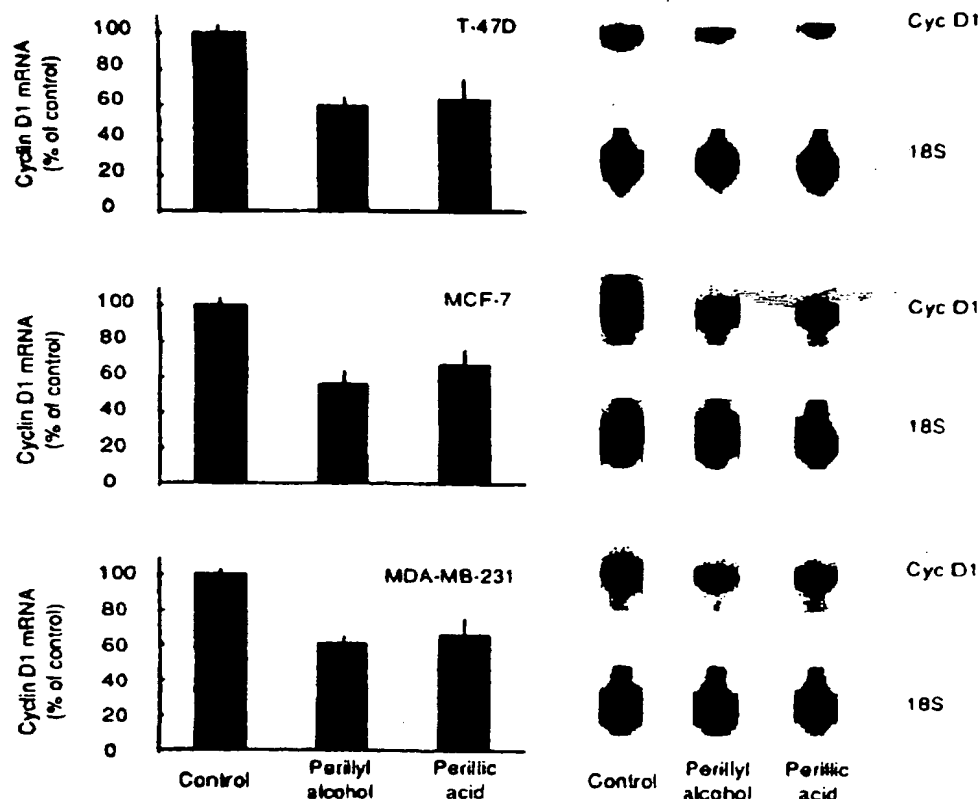 Cyclin D1 mRNA
(% of control)
100
80
60
40
20
0
T-47D
Cyc D1
18S
Cyclin D1 mRNA
(% of control)
100
80
60
40
20
0
MCF-7
Cyc D1
18S
Cyclin D1 mRNA
(% of control)
100
80
60
40
20
0
MDA-MB-231
Cyc D1
18S
Control
Perillyl
alcohol
Perillic
acid
Control
Perillyl
alcohol
Perillic
acid